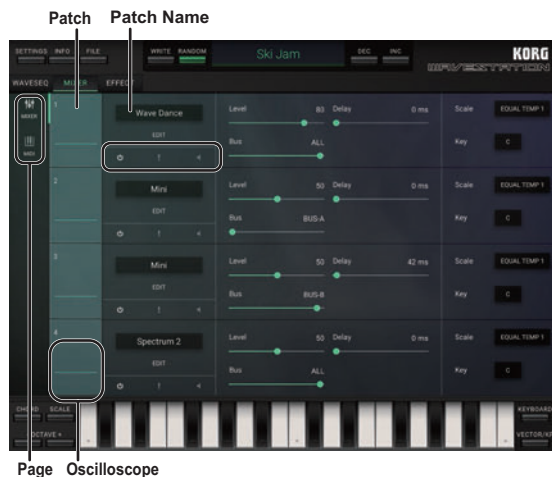 Patch Patch Name
SETTINGS INFO FILE WRITE RANDOM Ski Jam DEC INC KORG
WAVESTATION
WAVESEQ MIXER EFFECT
1 Wave Dance Level 80 Delay 0 ms Scale EQUAL TEMP 1
MIXER
EDIT Bus ALL Key C
MIDI
2 Mini Level 50 Delay 0 ms Scale EQUAL TEMP 1
EDIT Bus BUS-A Key C
3 Mini Level 50 Delay 42 ms Scale EQUAL TEMP 1
EDIT Bus BUS-B Key C
4 Spectrum 2 Level 50 Delay 0 ms Scale EQUAL TEMP 1
EDIT Bus ALL Key C
CHORD SCALE KEYBOARD
OCTAVE + VECTOR/
Page Oscilloscope